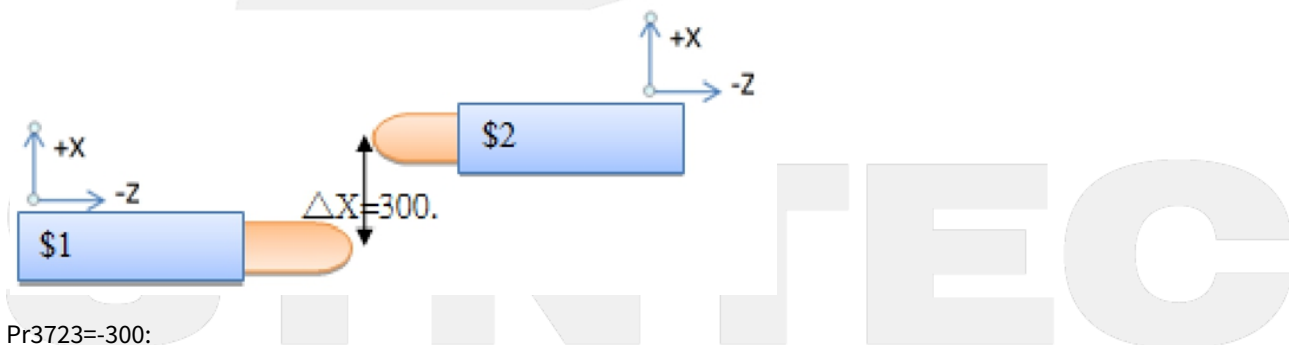 +X
-Z
$2
+X
-Z
△X=300.
$1
Pr3723=-300: